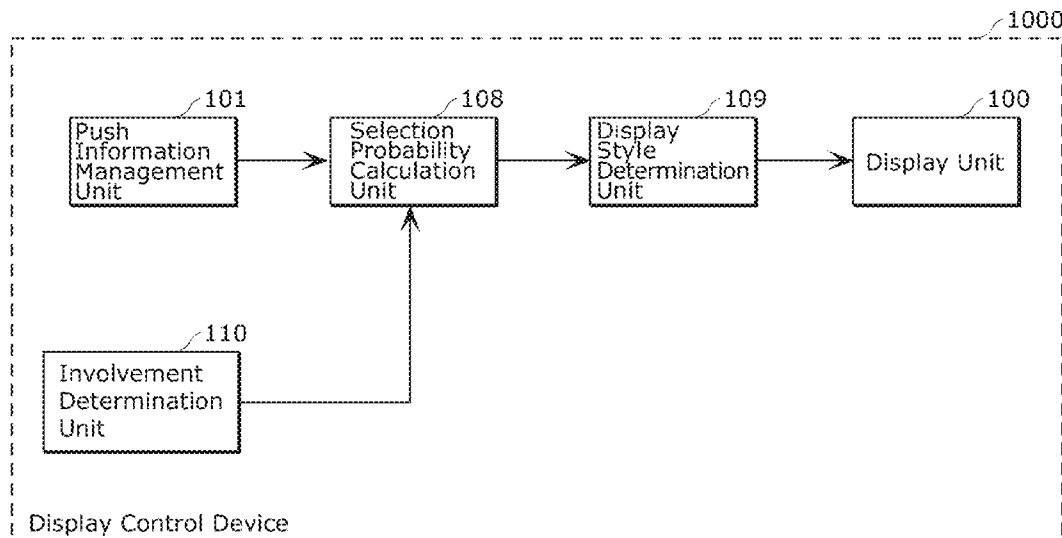 1000
101
108
109
100
Push
Information
Management
Unit
Selection
Probability
Calculation
Unit
Display
Style
Determination
Unit
Display Unit
110
Involvement
Determination
Unit
Display Control Device